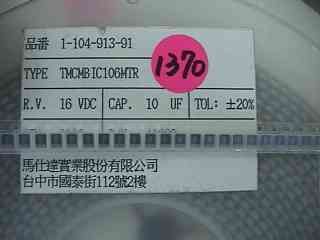 品番 1-104-913-91
TYPE TMCMBIC106MTR
1370
R.V. 16 VDC CAP. 10 UF TOL: ±20%
馬仕達實業股份有限公司
台中市國泰街112號2樓